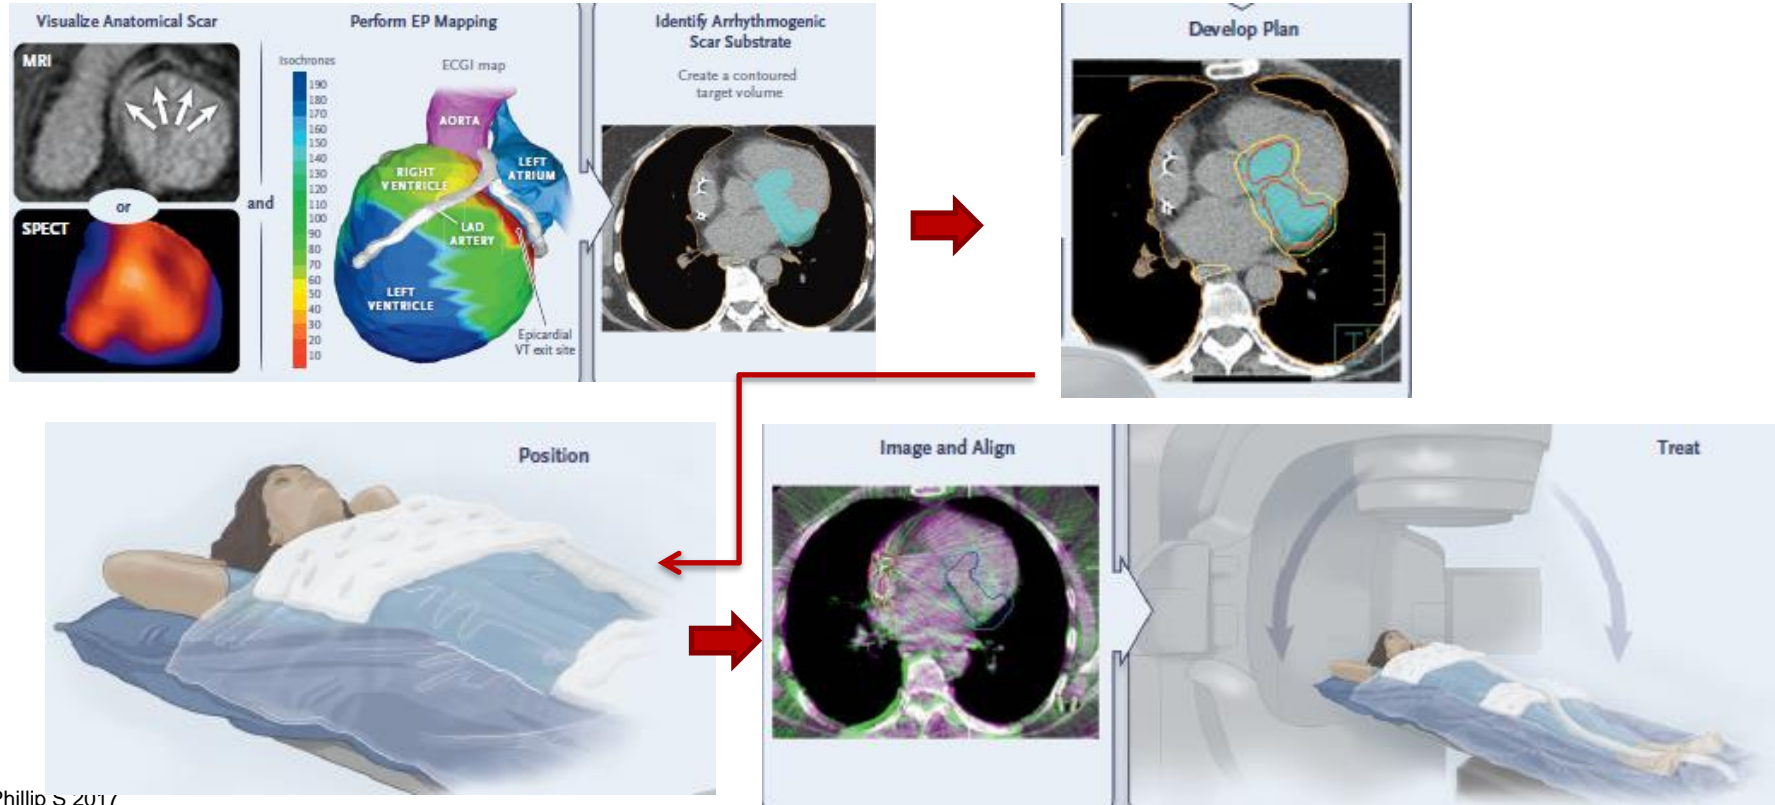 Visualize Anatomical Scar
MRI
or
SPECT
and
Perform EP Mapping
Isochrones
190
180
170
160
150
140
130
120
110
100
90
80
70
60
50
40
30
20
10
ECGI map
AORTA
LEFT
ATRIUM
RIGHT
VENTRICLE
LAD
ARTERY
LEFT
VENTRICLE
Epicardial
VT exit site
Identify Arrhythmogenic
Scar Substrate
Create a contoured
target volume
Develop Plan
Position
Image and Align
Treat
Phillip S 2017